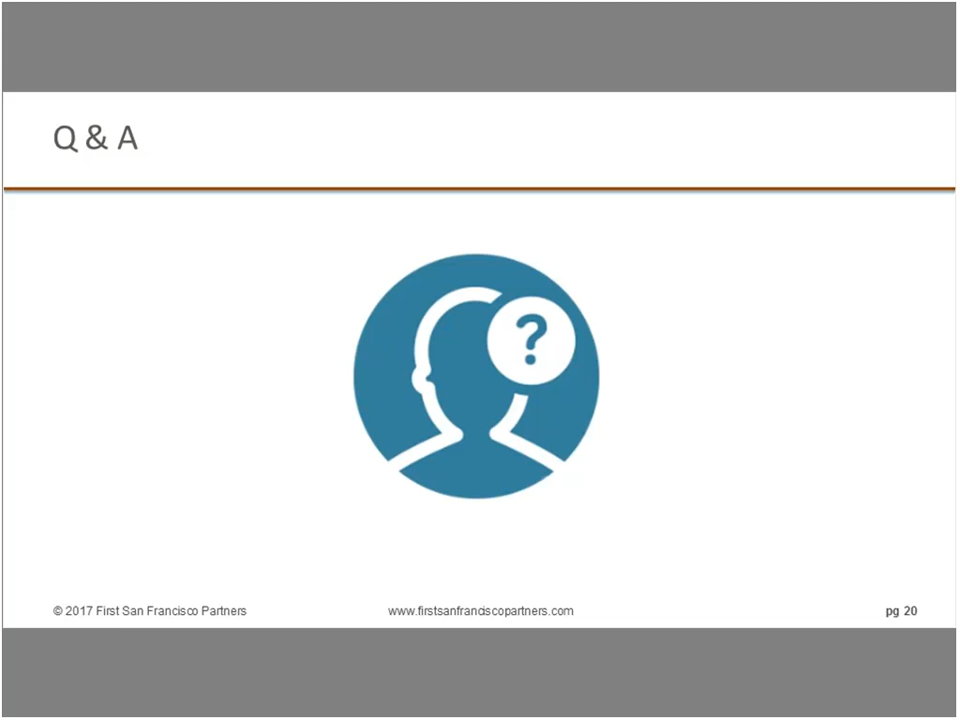 Q & A
?
© 2017 First San Francisco Partners
www.firstsanfranciscopartners.com
pg 20